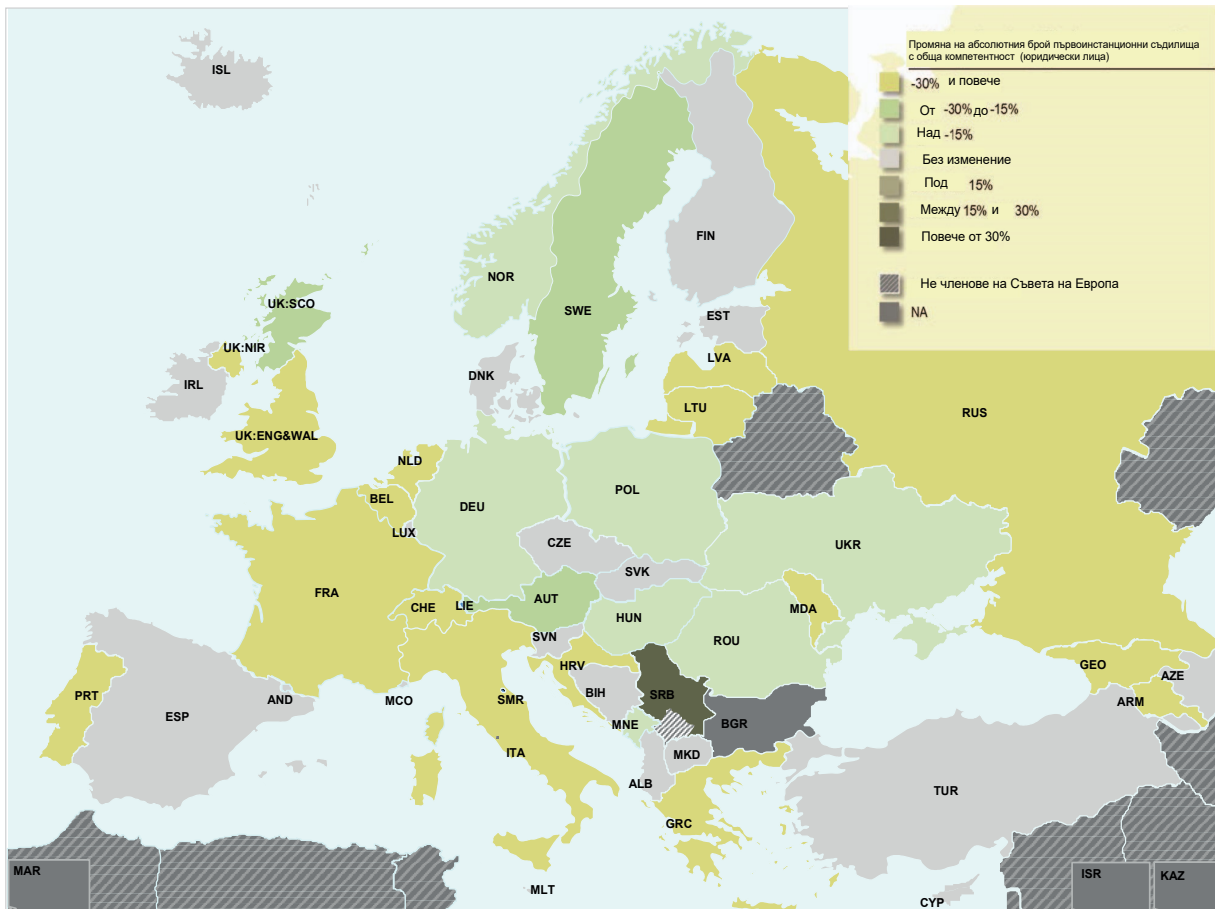 Промяна на абсолютния брой първоинстанционни съдилища
с обща компетентност (юридически лица)
-30% и повече
От -30% до -15%
Над -15%
Без изменение
Под 15%
Между 15% и 30%
Повече от 30%
Не членове на Съвета на Европа
NA
ISL
FIN
NOR
UK:SCO
SWE
EST
UK:NIR
LVA
IRL
DNK
LTU
RUS
UK:ENG&WAL
NLD
BEL
POL
DEU
LUX
CZE
UKR
SVK
FRA
AUT
CHE
LIE
MDA
HUN
SVN
ROU
HRV
GEO
AZE
PRT
BIH
SRB
AND
MCO
SMR
ARM
ESP
MNE
BGR
ITA
MKD
ALB
TUR
GRC
MAR
ISR
KAZ
MLT
CYP